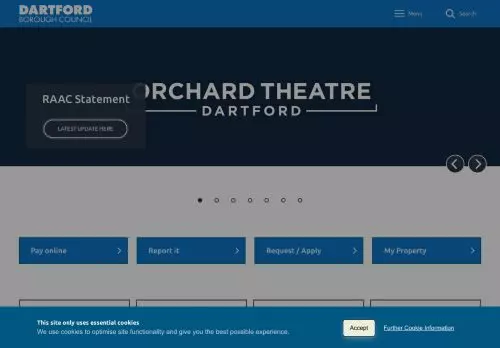 DARTFORD
BOROUGH COUNCIL
Menu
Search
ORCHARD THEATRE
DARTFORD
RAAC Statement
LATEST UPDATE HERE
Pay online
Report it
Request / Apply
My Property
This site only uses essential cookies
We use cookies to optimise site functionality and give you the best possible experience.
Accept
Further Cookie Information